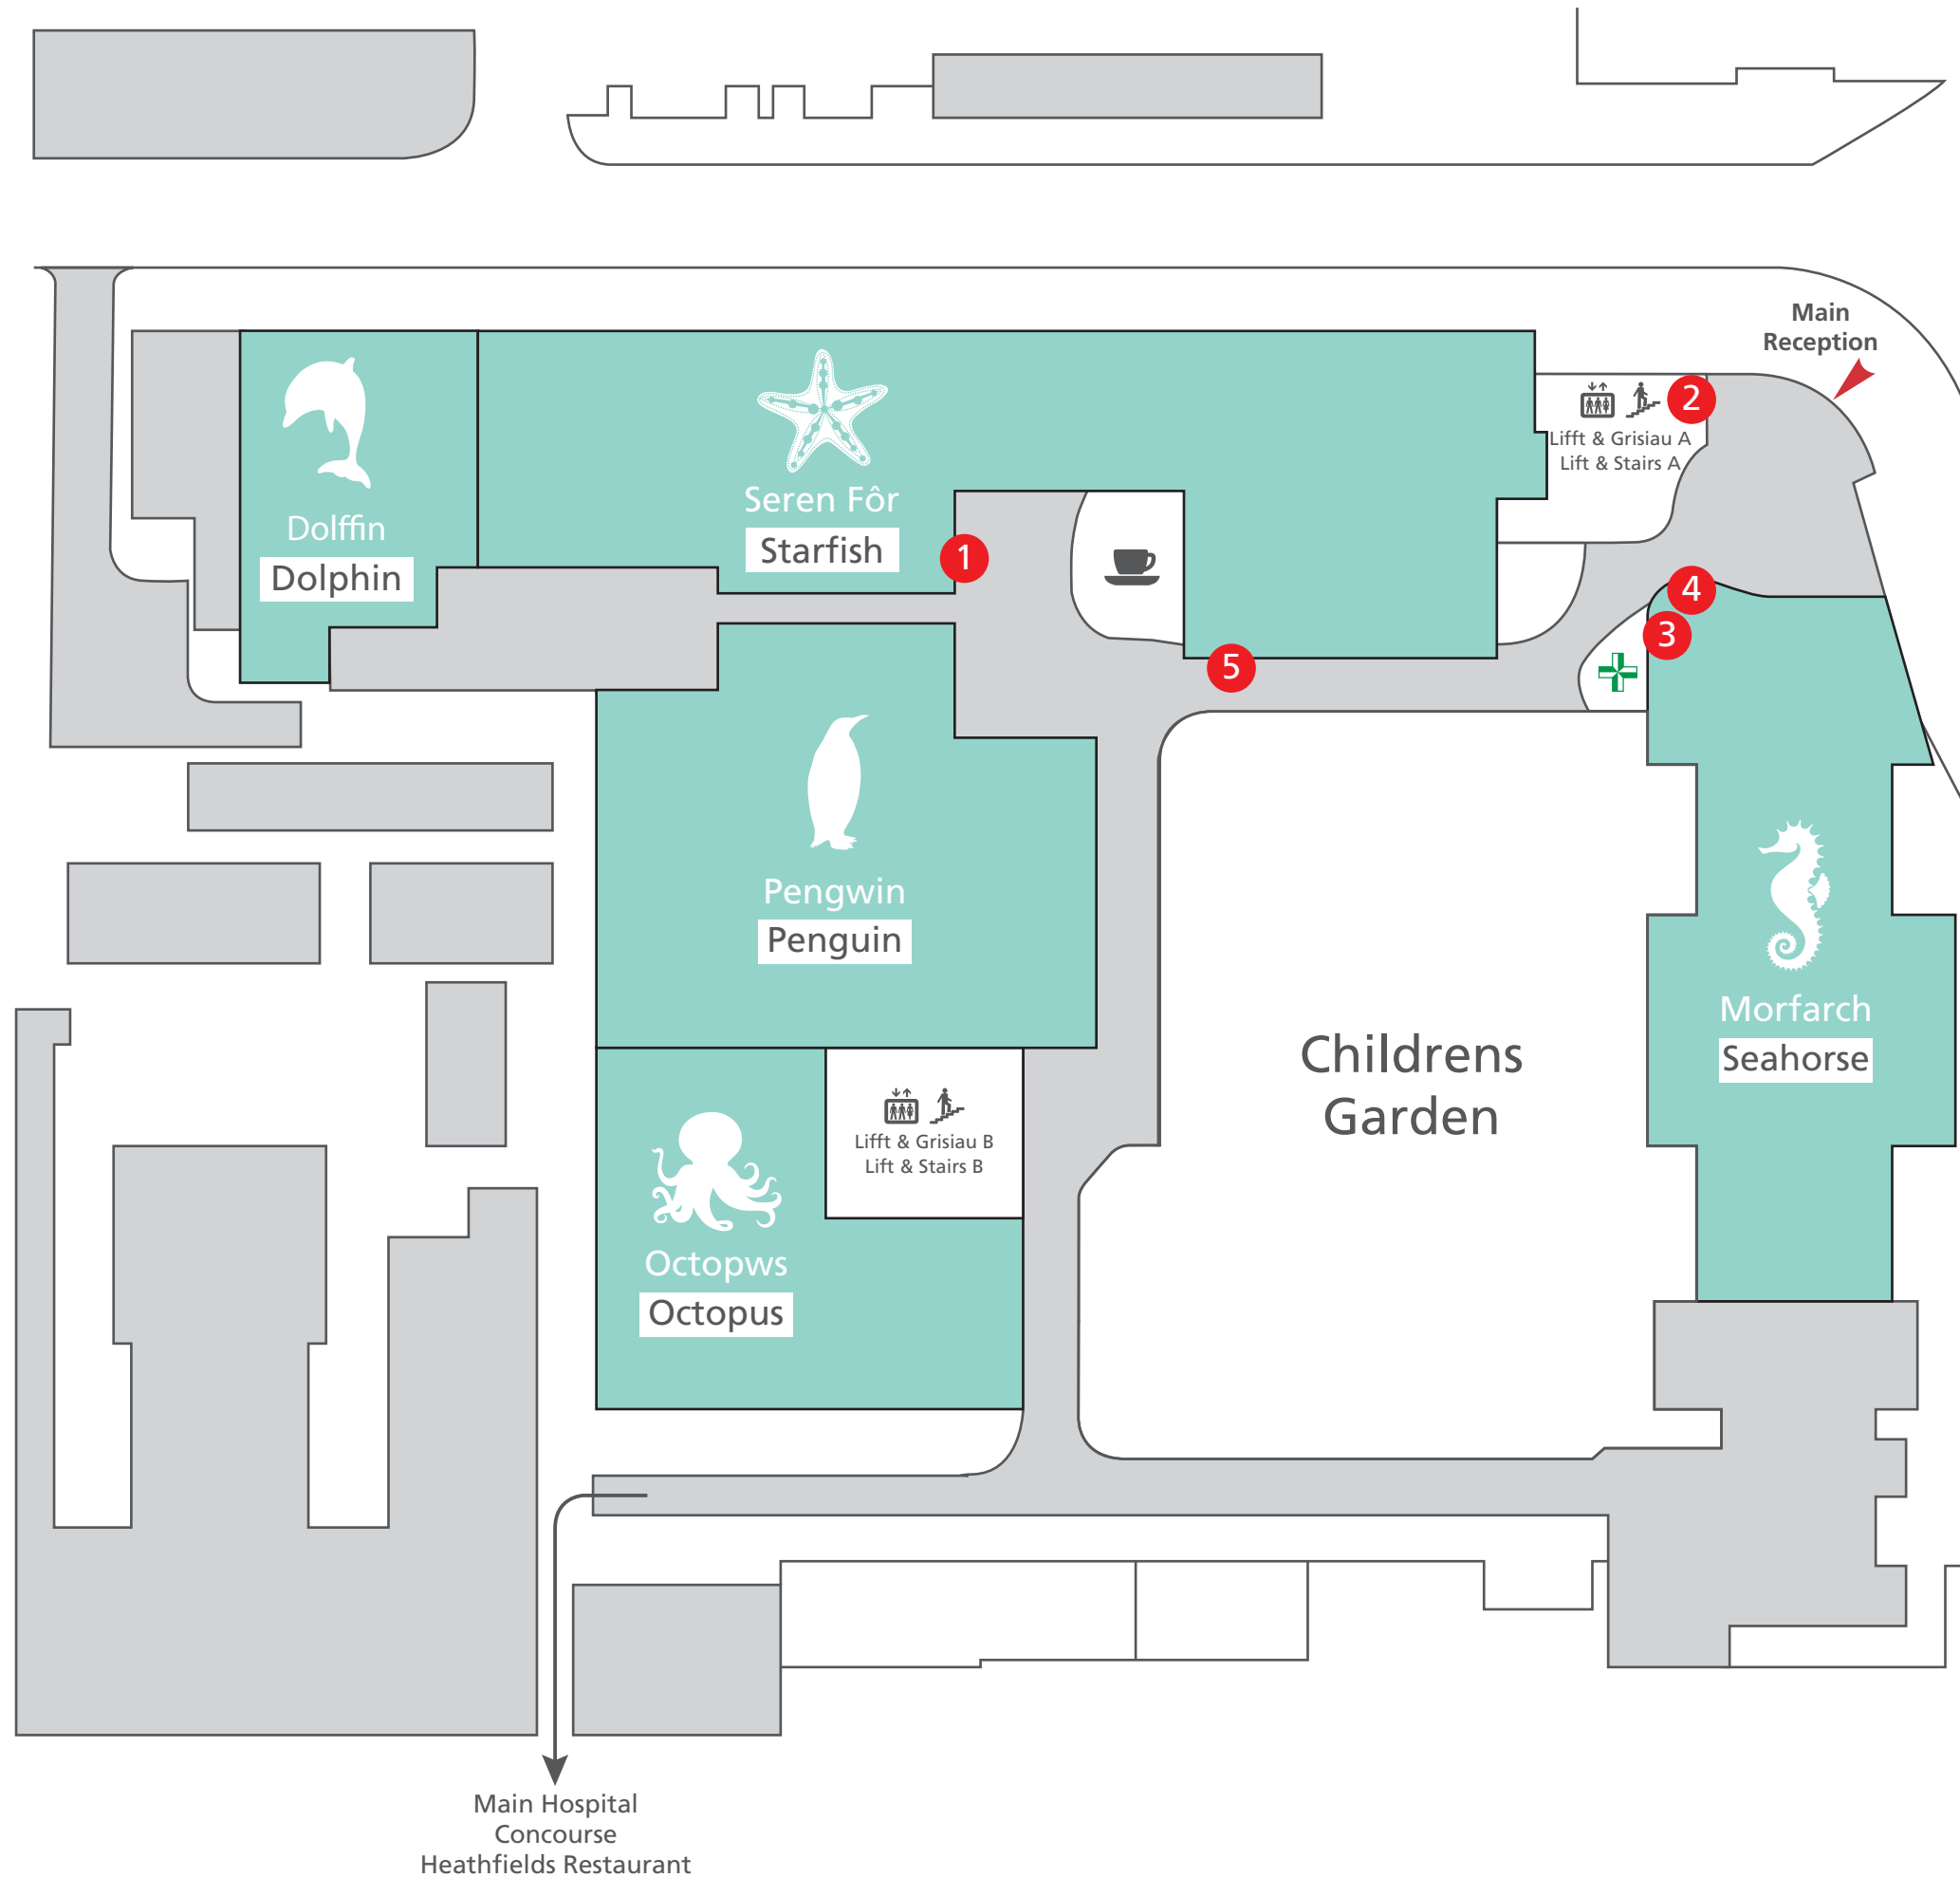 Main
Reception
2
Lifft & Grisiau A
Lift & Stairs A
Seren Fôr
Starfish
1
Dolffin
Dolphin
4
3
5
Pengwin
Penguin
Morfarch
Seahorse
Childrens
Garden
Lifft & Grisiau B
Lift & Stairs B
Octopws
Octopus
Main Hospital
Concourse
Heathfields Restaurant